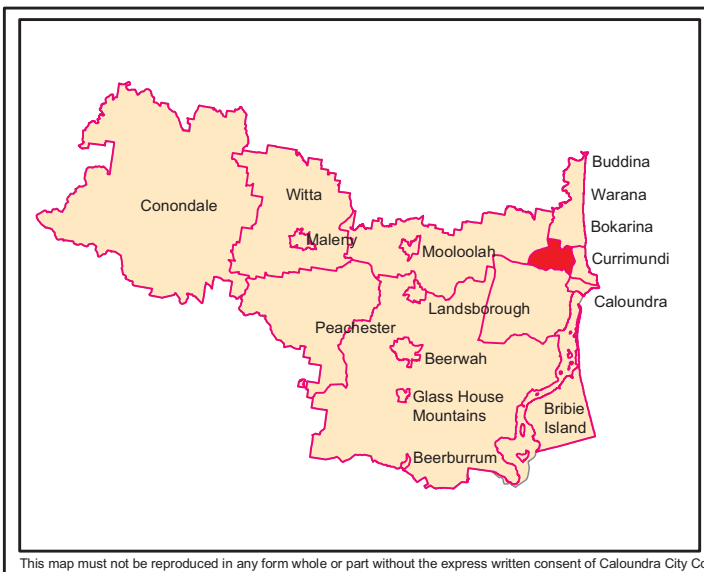 Buddina
Warana
Bokarina
Currimundi
Caloundra
Conondale
Witta
Maleny
Mooloolah
Landsborough
Peachester
Beerwah
Glass House
Mountains
Bribie
Island
Beerburrum
This map must not be reproduced in any form whole or part without the express written consent of Caloundra City Co